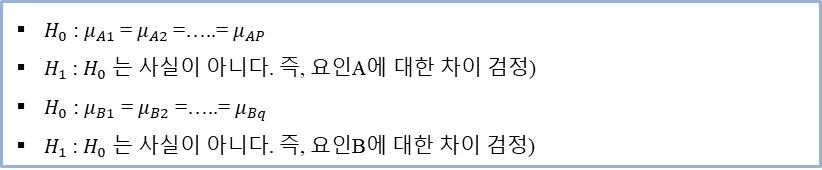 ▪ 𝐻₀ : 𝜇_A1 = 𝜇_A2 =…..= 𝜇_AP
▪ 𝐻₁ : 𝐻₀ 는 사실이 아니다. 즉, 요인A에 대한 차이 검정)
▪ 𝐻₀ : 𝜇_B1 = 𝜇_B2 =…..= 𝜇_Bq
▪ 𝐻₁ : 𝐻₀ 는 사실이 아니다. 즉, 요인B에 대한 차이 검정)